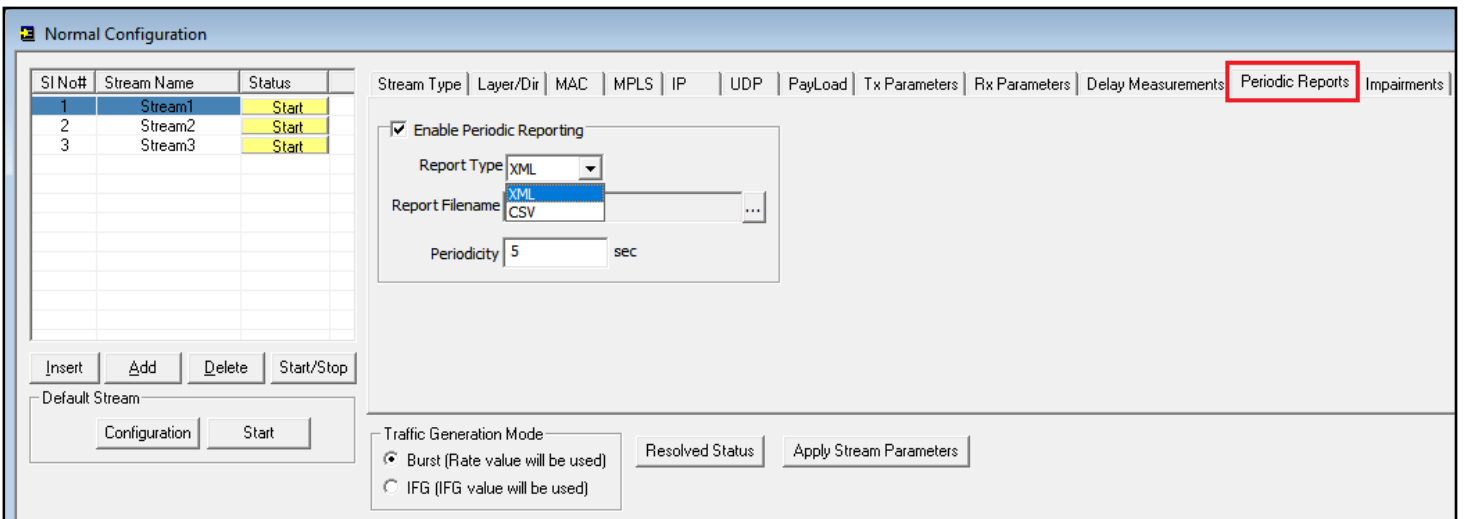 Normal Configuration
Sl No# Stream Name Status
1 Stream1 Start
2 Stream2 Start
3 Stream3 Start
Insert Add Delete Start/Stop
Default Stream
Configuration Start
Stream Type Layer/Dir MAC MPLS IP UDP PayLoad Tx Parameters Rx Parameters Delay Measurements Periodic Reports Impairments
Enable Periodic Reporting
Report Type XML
XML
CSV
Report Filename ...
Periodicity 5 sec
Traffic Generation Mode
Burst (Rate value will be used)
IFG (IFG value will be used)
Resolved Status Apply Stream Parameters